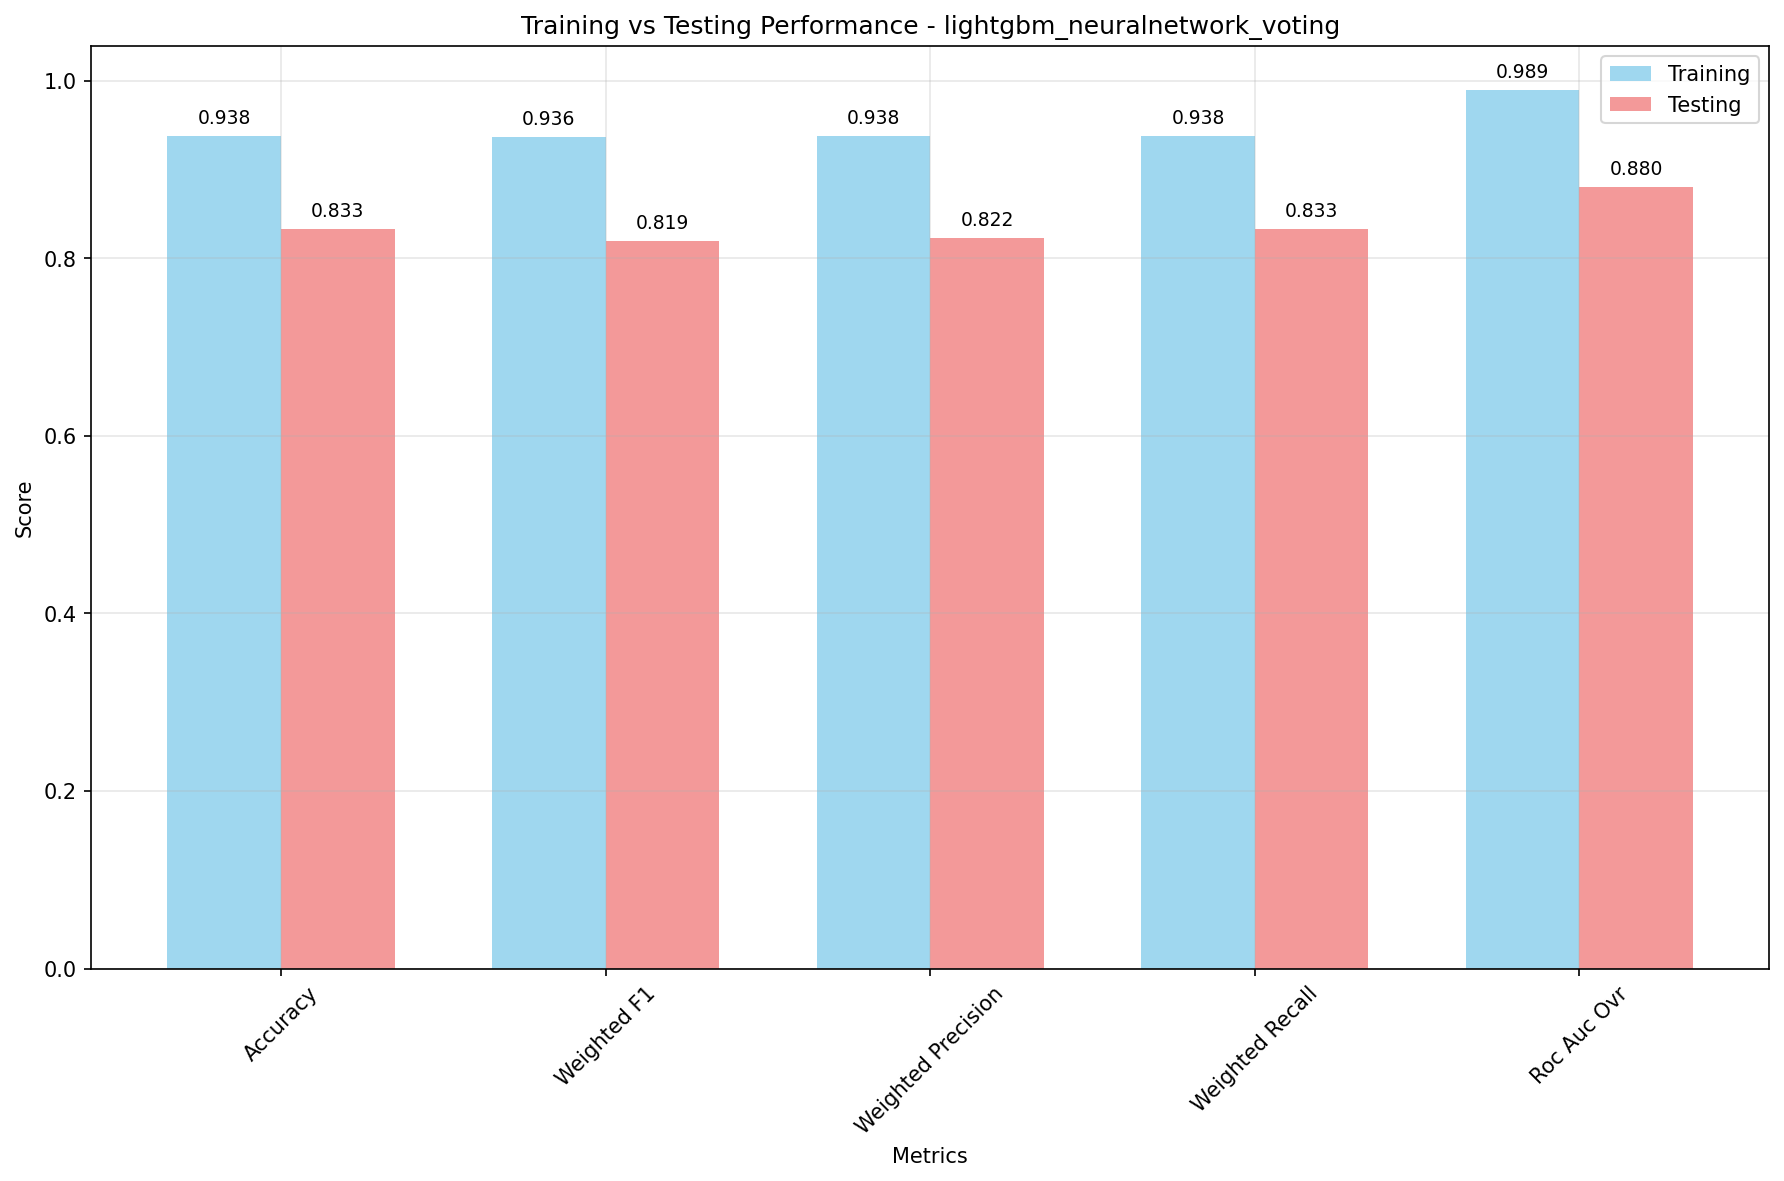 Training vs Testing Performance - lightgbm_neuralnetwork_voting
Training
Testing
Score
1.0
0.8
0.6
0.4
0.2
0.0
0.938
0.833
0.936
0.819
0.938
0.822
0.938
0.833
0.989
0.880
Accuracy
Weighted F1
Weighted Precision
Weighted Recall
Roc Auc Ovr
Metrics